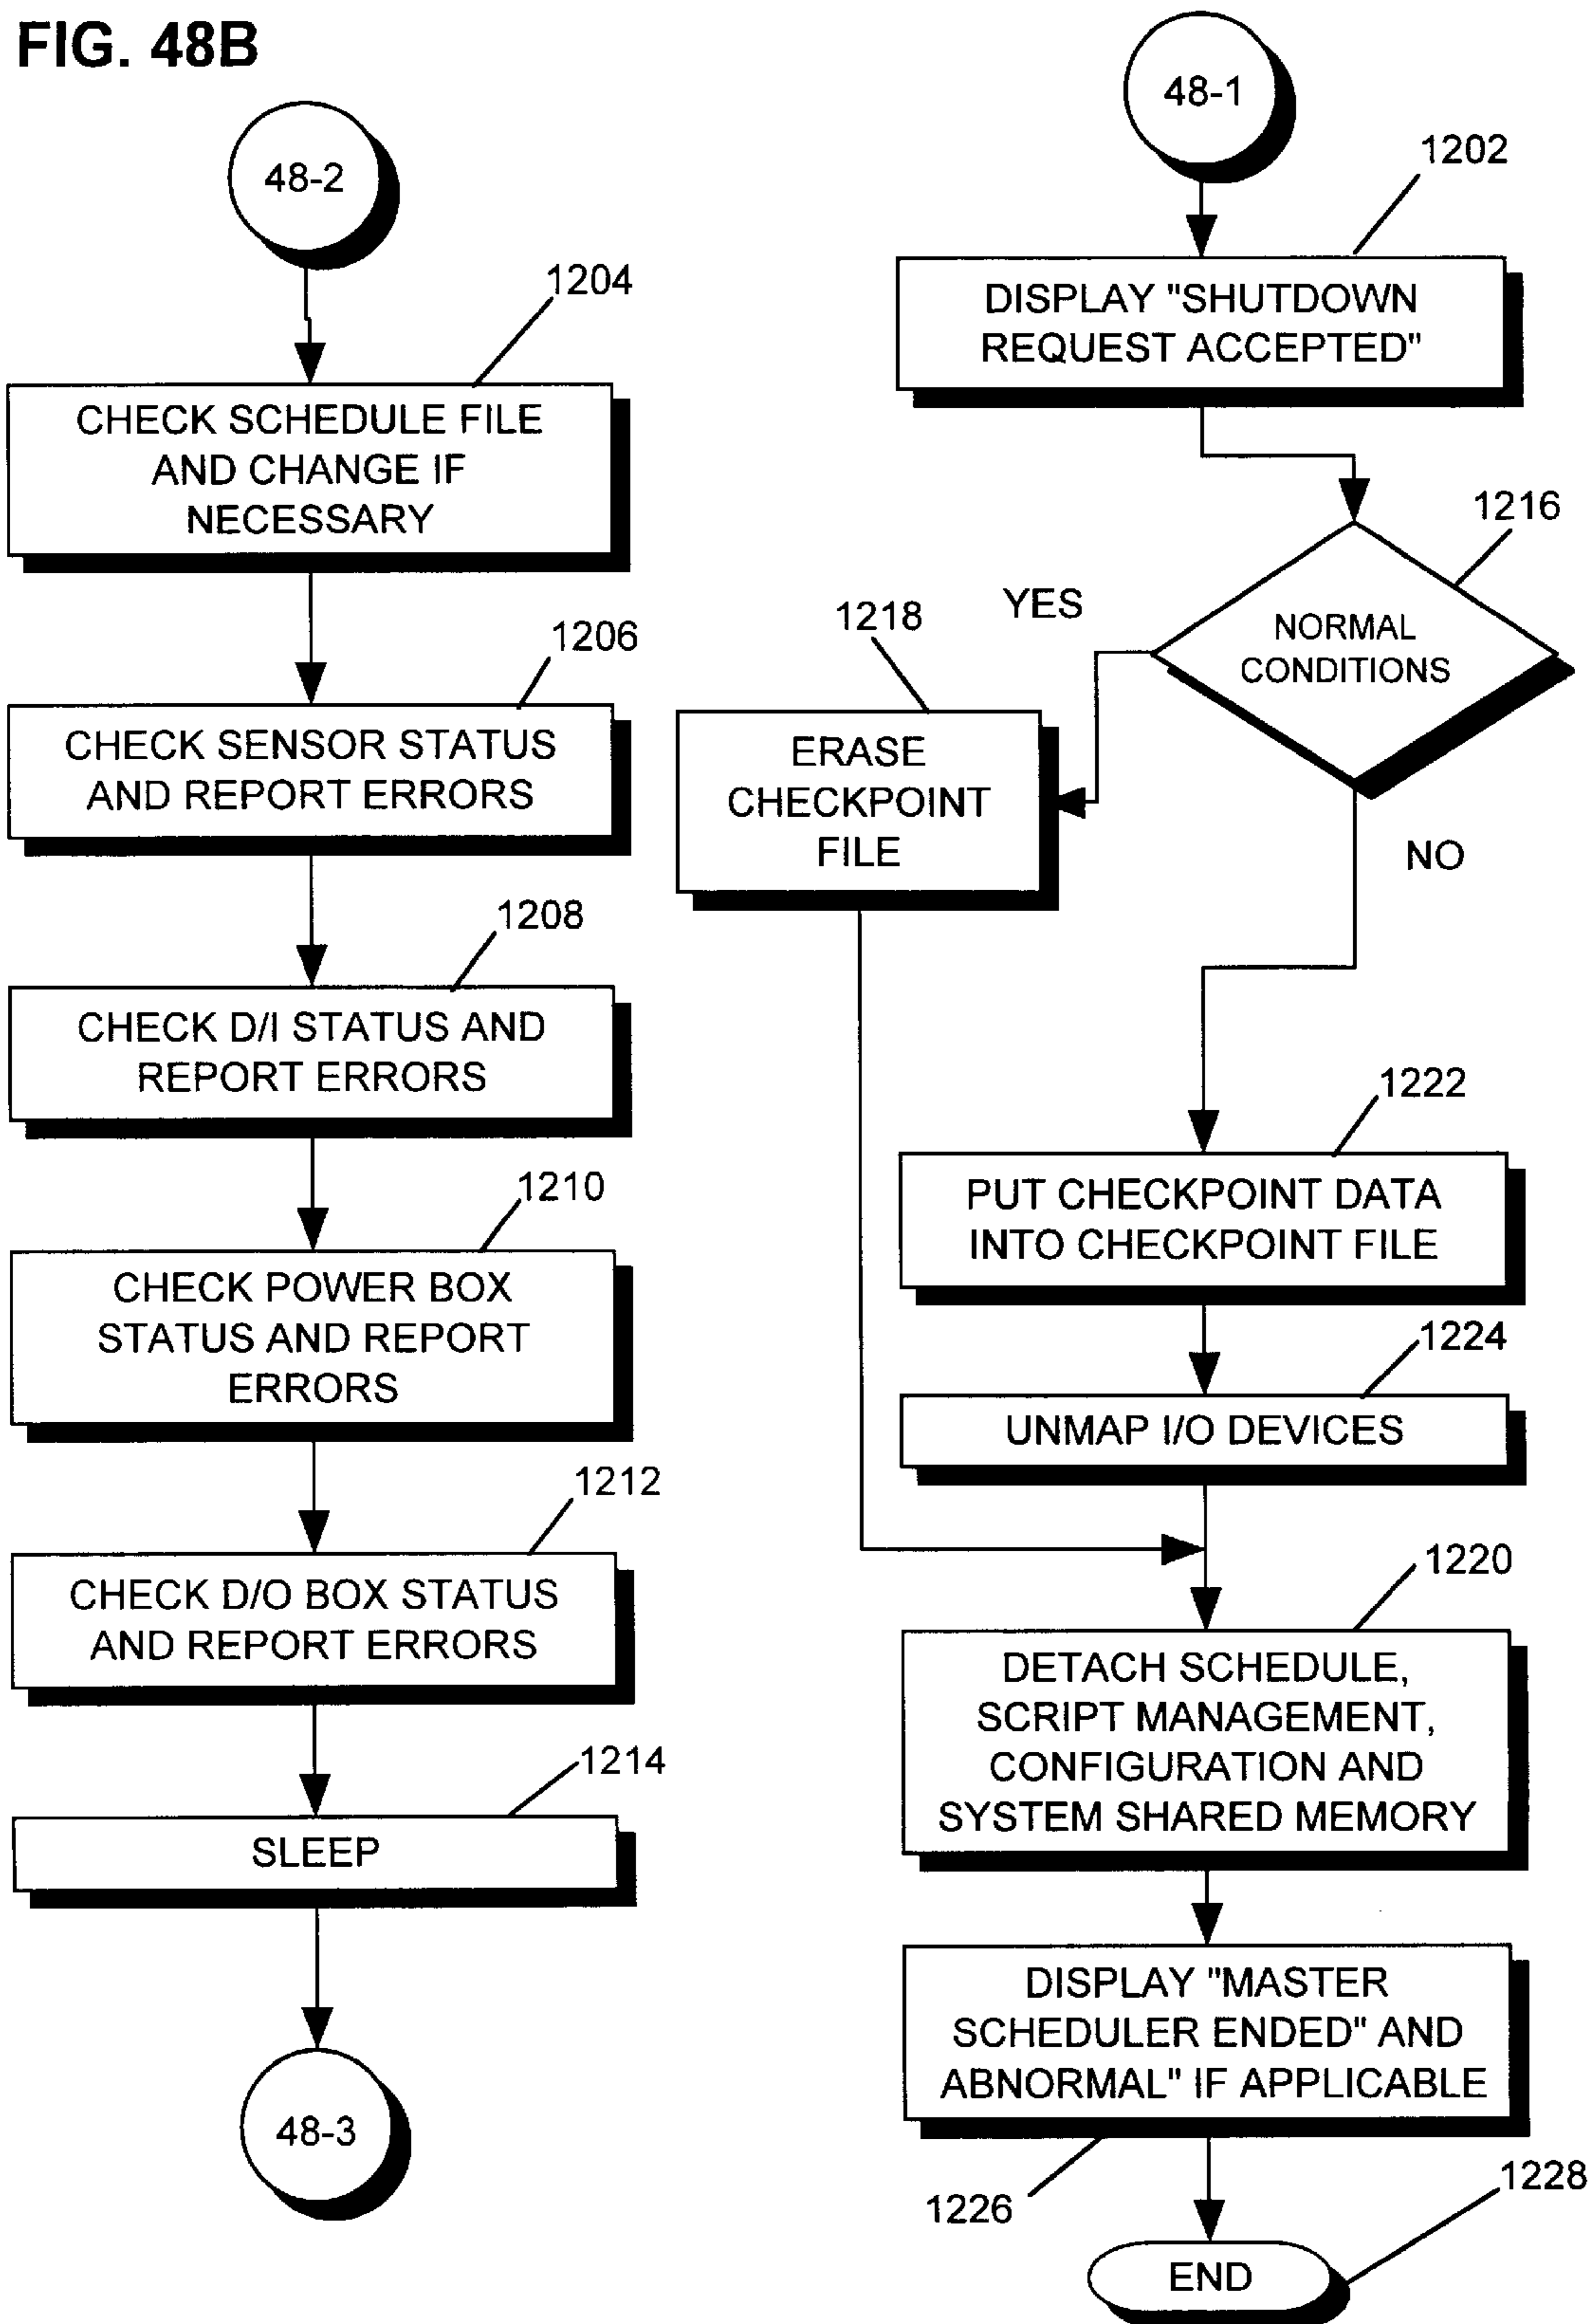 FIG. 48B
48-2
1204
CHECK SCHEDULE FILE
AND CHANGE IF
NECESSARY
1206
CHECK SENSOR STATUS
AND REPORT ERRORS
1208
CHECK D/I STATUS AND
REPORT ERRORS
1210
CHECK POWER BOX
STATUS AND REPORT
ERRORS
1212
CHECK D/O BOX STATUS
AND REPORT ERRORS
1214
SLEEP
48-3
48-1
1202
DISPLAY "SHUTDOWN
REQUEST ACCEPTED"
1216
NORMAL
CONDITIONS
YES
1218
ERASE
CHECKPOINT
FILE
NO
1222
PUT CHECKPOINT DATA
INTO CHECKPOINT FILE
1224
UNMAP I/O DEVICES
1220
DETACH SCHEDULE,
SCRIPT MANAGEMENT,
CONFIGURATION AND
SYSTEM SHARED MEMORY
DISPLAY "MASTER
SCHEDULER ENDED" AND
ABNORMAL" IF APPLICABLE
1226
1228
END